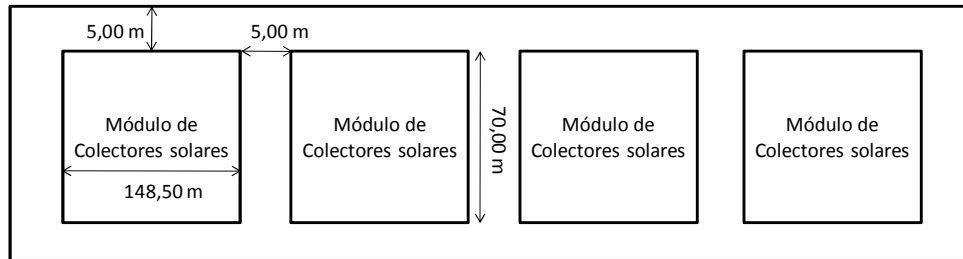 5,00 m
5,00 m
Módulo de
Colectores solares
148,50 m
Módulo de
Colectores solares
70,00 m
Módulo de
Colectores solares
Módulo de
Colectores solares